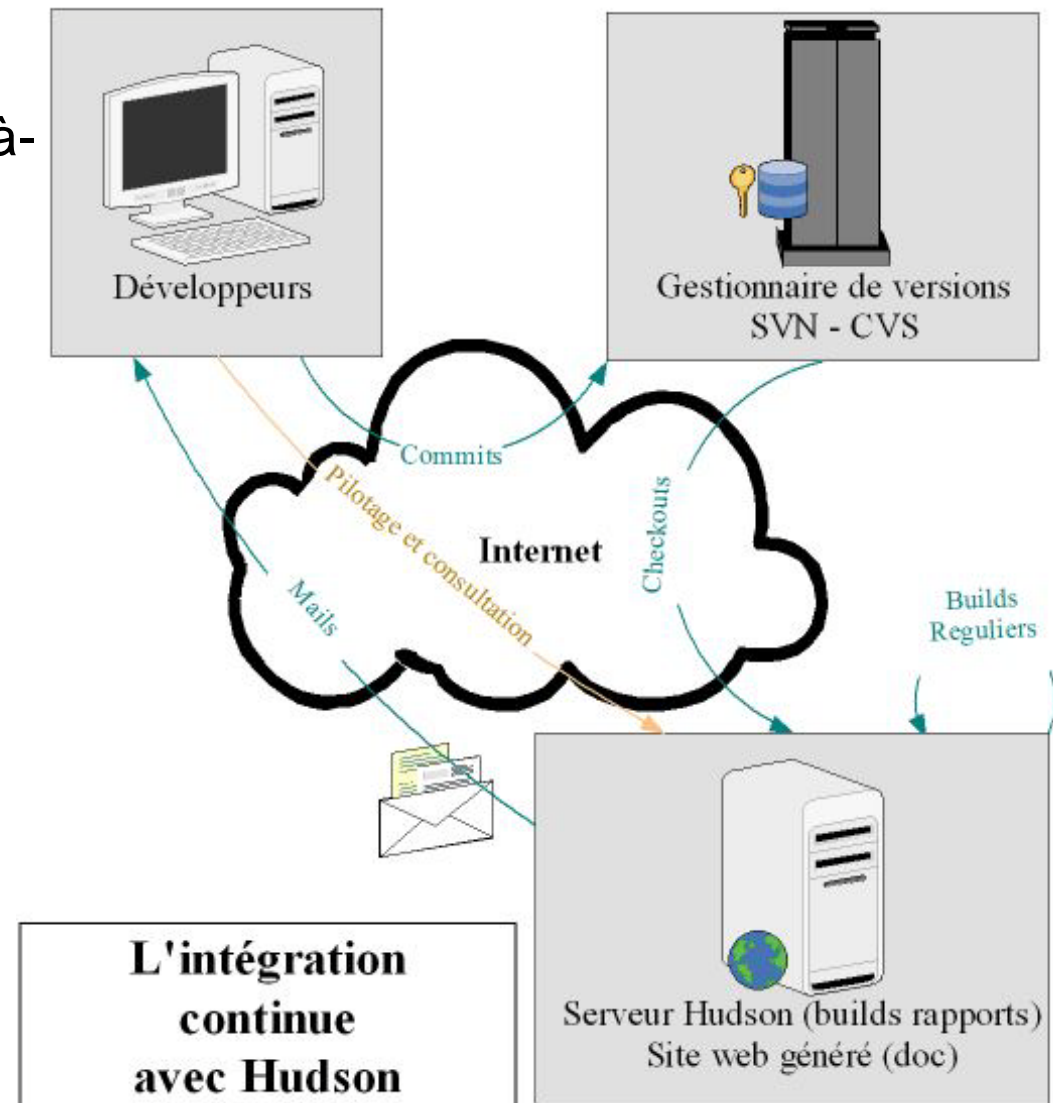 à-
Développeurs
Gestionnaire de versions
SVN - CVS
Commits
Pilotage et consultation
Internet
Checkouts
Mails
Builds
Reguliers
L'intégration
continue
avec Hudson
Serveur Hudson (builds rapports)
Site web généré (doc)